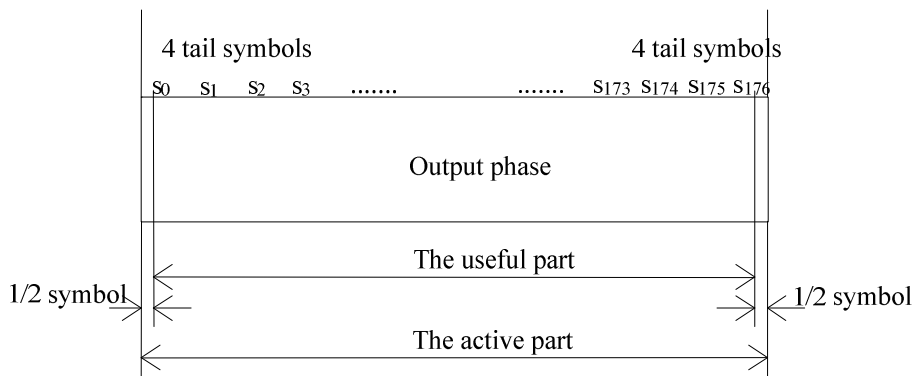 4 tail symbols 4 tail symbols
s0 s1 s2 s3 ....... ....... s173 s174 s175 s176
Output phase
The useful part
1/2 symbol 1/2 symbol
The active part